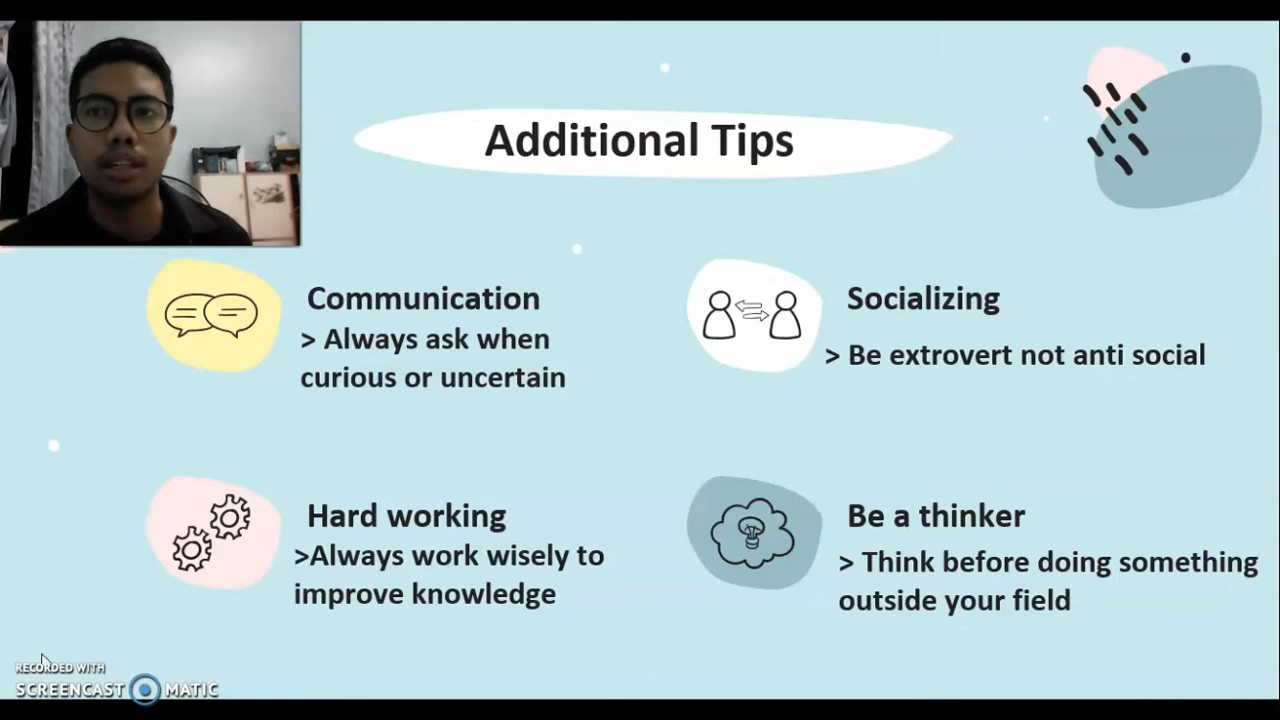 Additional Tips
Communication
> Always ask when
curious or uncertain
Socializing
> Be extrovert not anti social
Hard working
>Always work wisely to
improve knowledge
Be a thinker
> Think before doing something
outside your field
RECORDED WITH
SCREENCAST MATIC